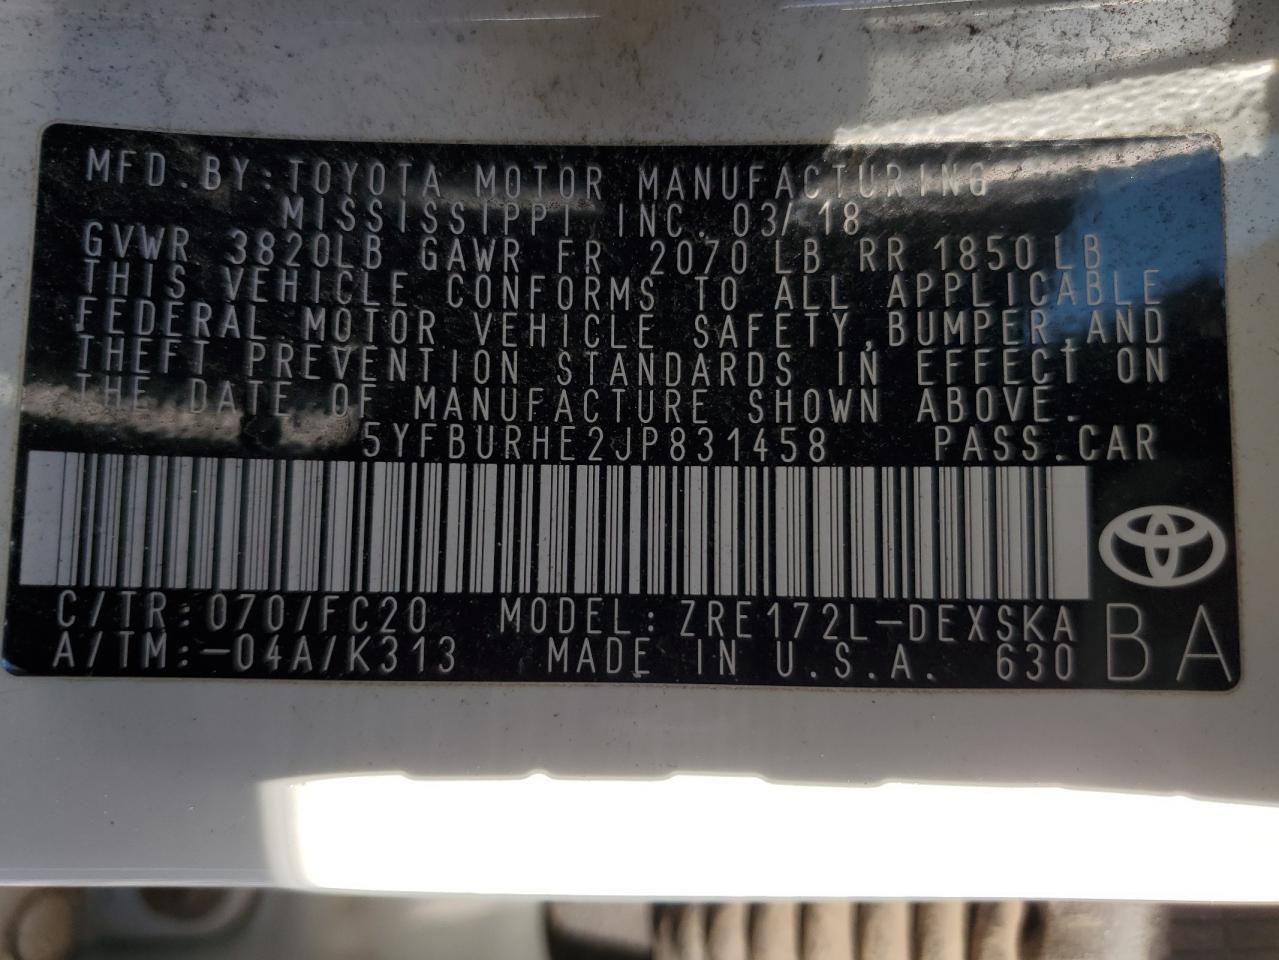 MFD.BY:TOYOTA MOTOR MANUFACTURING
MISSISSIPPI INC. 03/18
GVWR 3820LB GAWR FR 2070 LB RR 1850 LB
THIS VEHICLE CONFORMS TO ALL APPLICABLE
FEDERAL MOTOR VEHICLE SAFETY,BUMPER,AND
THEFT PREVENTION STANDARDS IN EFFECT ON
THE DATE OF MANUFACTURE SHOWN ABOVE.
5YFBURHE2JP831458 PASS.CAR
C/TR:070/FC20 MODEL:ZRE172L-DEXSKA
A/TM:-04A/K313 MADE IN U.S.A. 630
BA